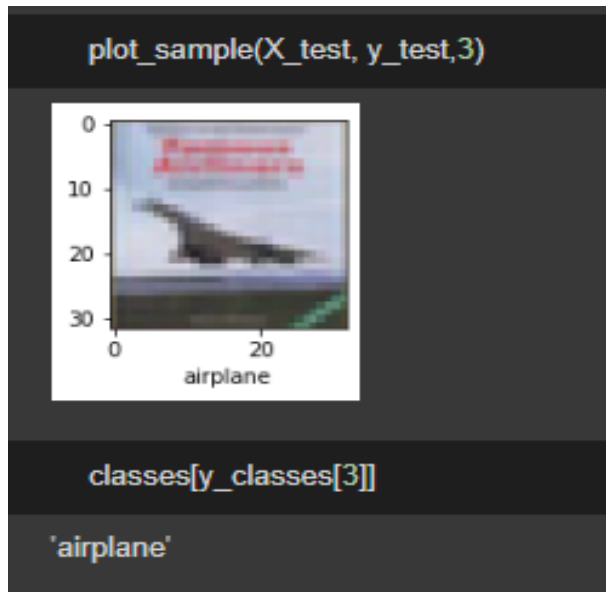 plot_sample(X_test, y_test,3)
0
10
20
30
0 20
airplane
classes[y_classes[3]]
'airplane'